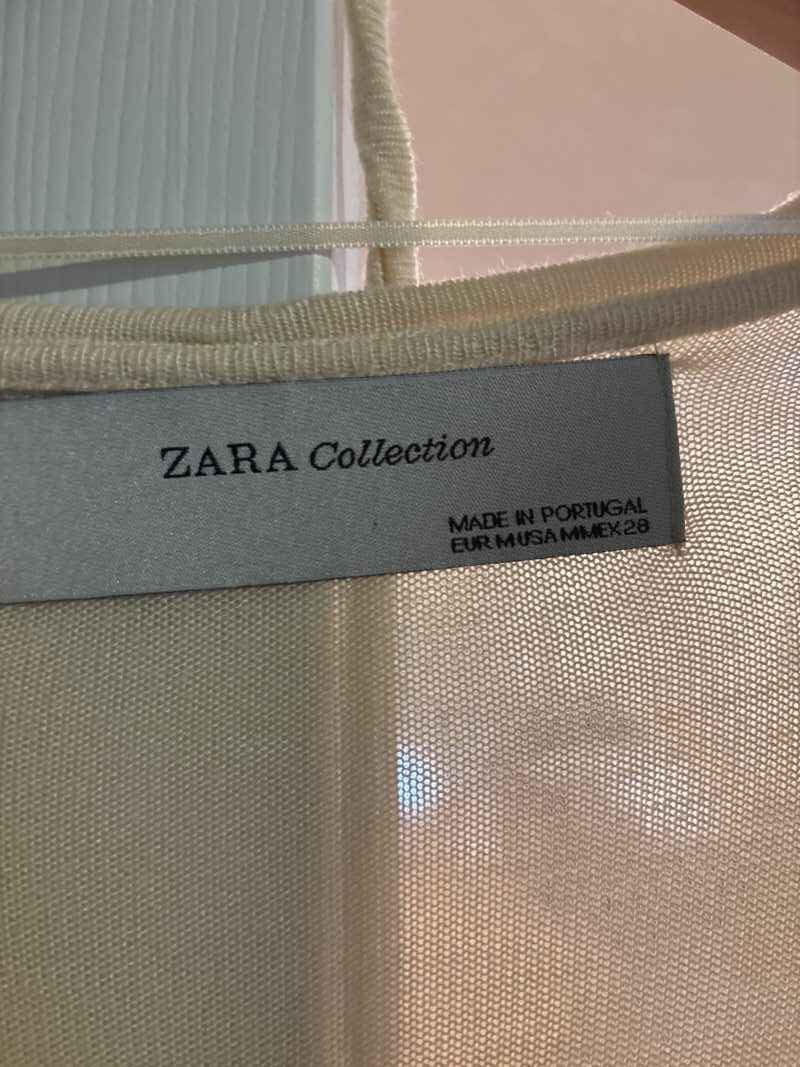 ZARA Collection
MADE IN PORTUGAL
EUR M USA M MEX 28